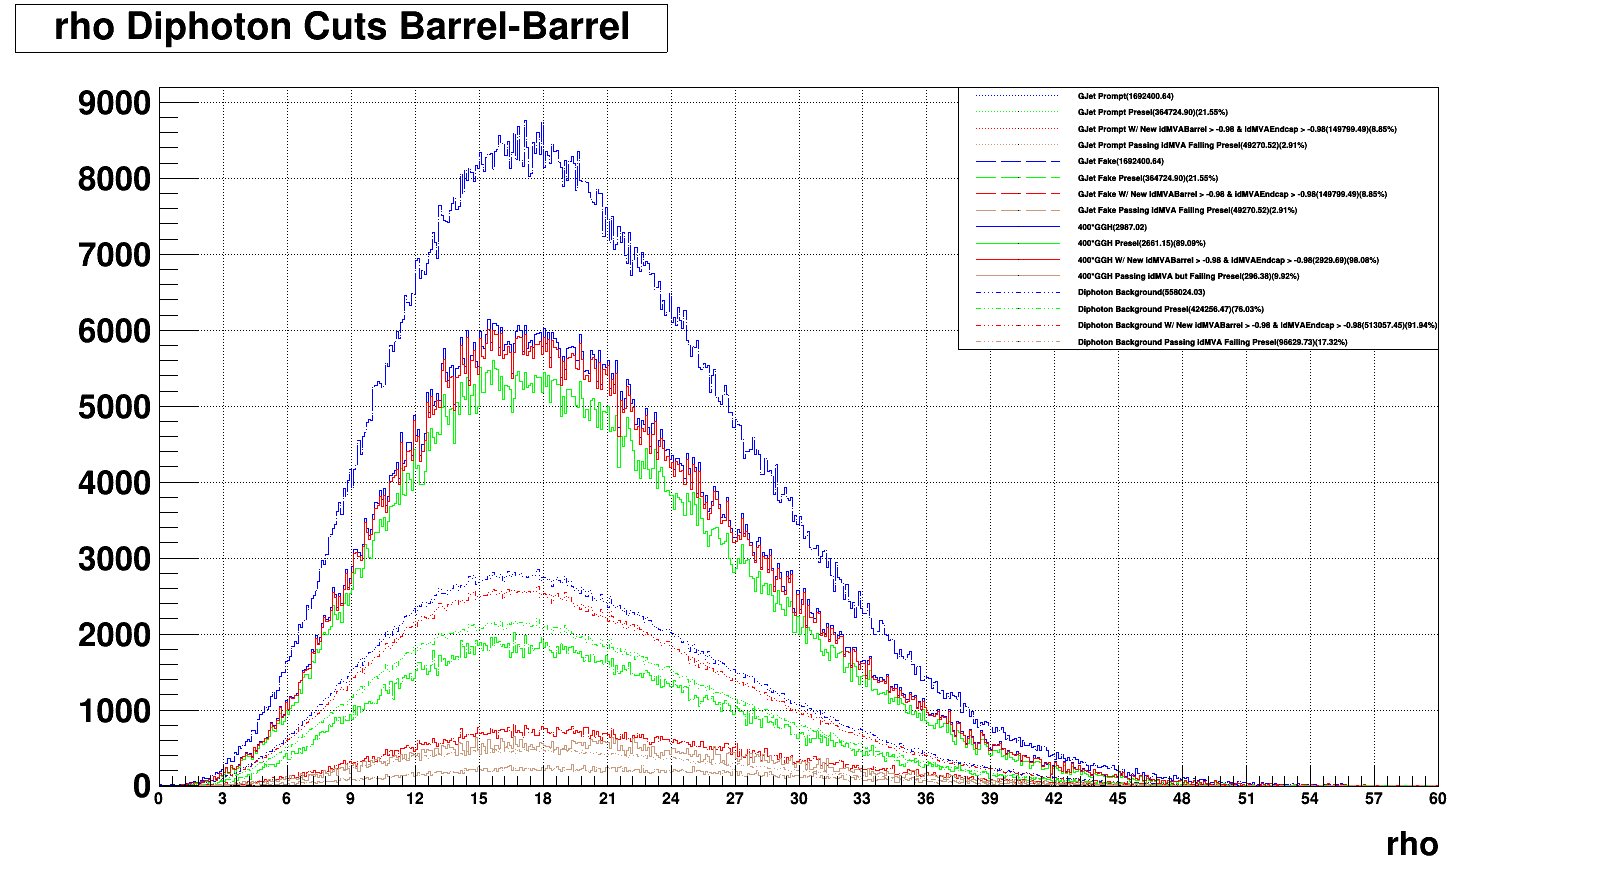 rho Diphoton Cuts Barrel-Barrel
9000
8000
7000
6000
5000
4000
3000
2000
1000
0
GJet Prompt(1692400.64)
GJet Prompt Presel(364724.90)(21.55%)
GJet Prompt W/ New idMVABarrel > -0.98 & idMVAEndcap > -0.98(149799.49)(8.85%)
GJet Prompt Passing idMVA Failing Presel(49270.52)(2.91%)
GJet Fake(1692400.64)
GJet Fake Presel(364724.90)(21.55%)
GJet Fake W/ New idMVABarrel > -0.98 & idMVAEndcap > -0.98(149799.49)(8.85%)
GJet Fake Passing idMVA Failing Presel(49270.52)(2.91%)
400*GGH(2987.02)
400*GGH Presel(2661.15)(89.09%)
400*GGH W/ New idMVABarrel > -0.98 & idMVAEndcap > -0.98(2929.69)(98.08%)
400*GGH Passing idMVA but Failing Presel(296.38)(9.92%)
Diphoton Background(558024.03)
Diphoton Background Presel(424256.47)(76.03%)
Diphoton Background W/ New idMVABarrel > -0.98 & idMVAEndcap > -0.98(513057.45)(91.94%)
Diphoton Background Passing idMVA Failing Presel(96629.73)(17.32%)
0 3 6 9 12 15 18 21 24 27 30 33 36 39 42 45 48 51 54 57 60
rho